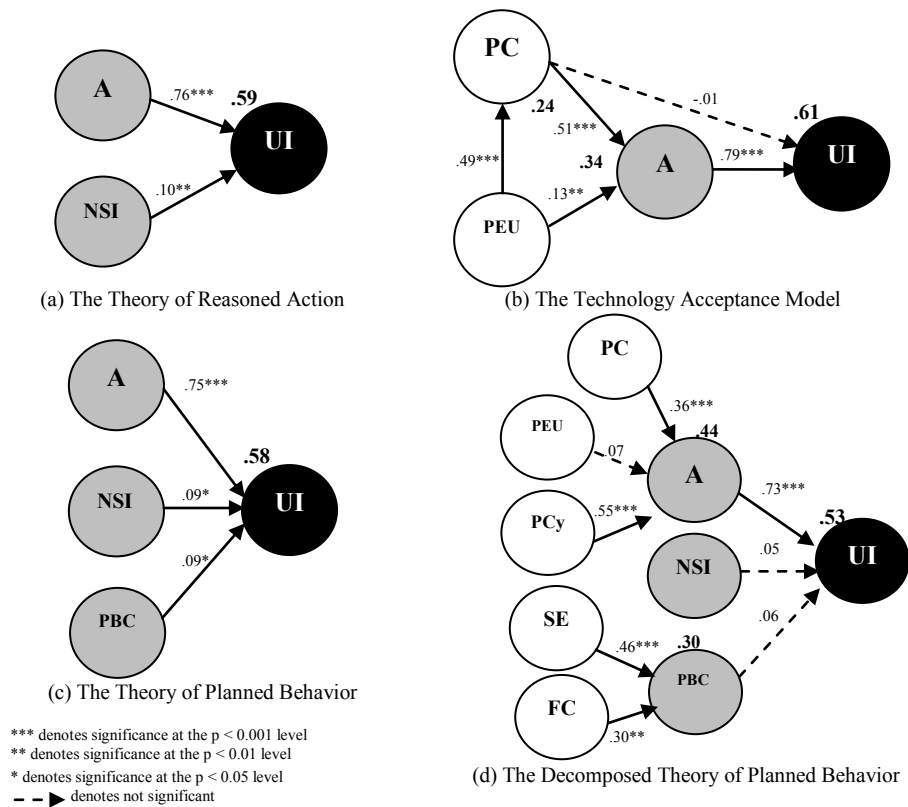 A
.76***
.59
UI
NSI
.10**
(a) The Theory of Reasoned Action
PC
.24
-.01
.51***
.61
UI
.49***
.34
A
.79***
PEU
.13**
(b) The Technology Acceptance Model
A
.75***
.58
NSI
.09*
UI
.09*
PBC
(c) The Theory of Planned Behavior
PC
.36***
PEU
.07
.44
A
.73***
PCy
.55***
.53
UI
NSI
.05
SE
.06
.46***
.30
PBC
FC
.30**
(d) The Decomposed Theory of Planned Behavior
*** denotes significance at the p < 0.001 level
** denotes significance at the p < 0.01 level
* denotes significance at the p < 0.05 level
denotes not significant